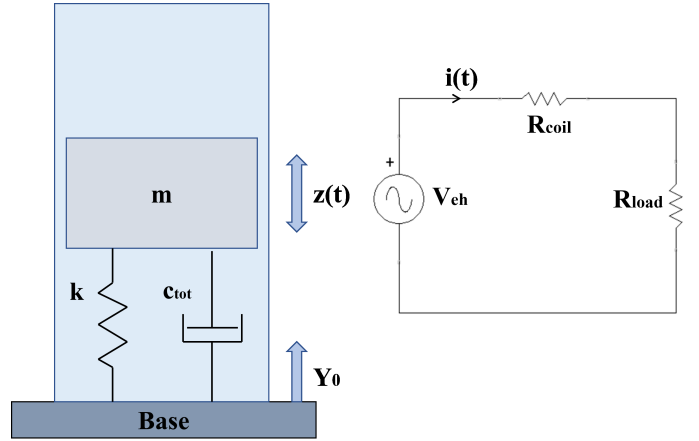 m
z(t)
k
ctot
Y0
Base
i(t)
Rcoil
+
Veh
Rload